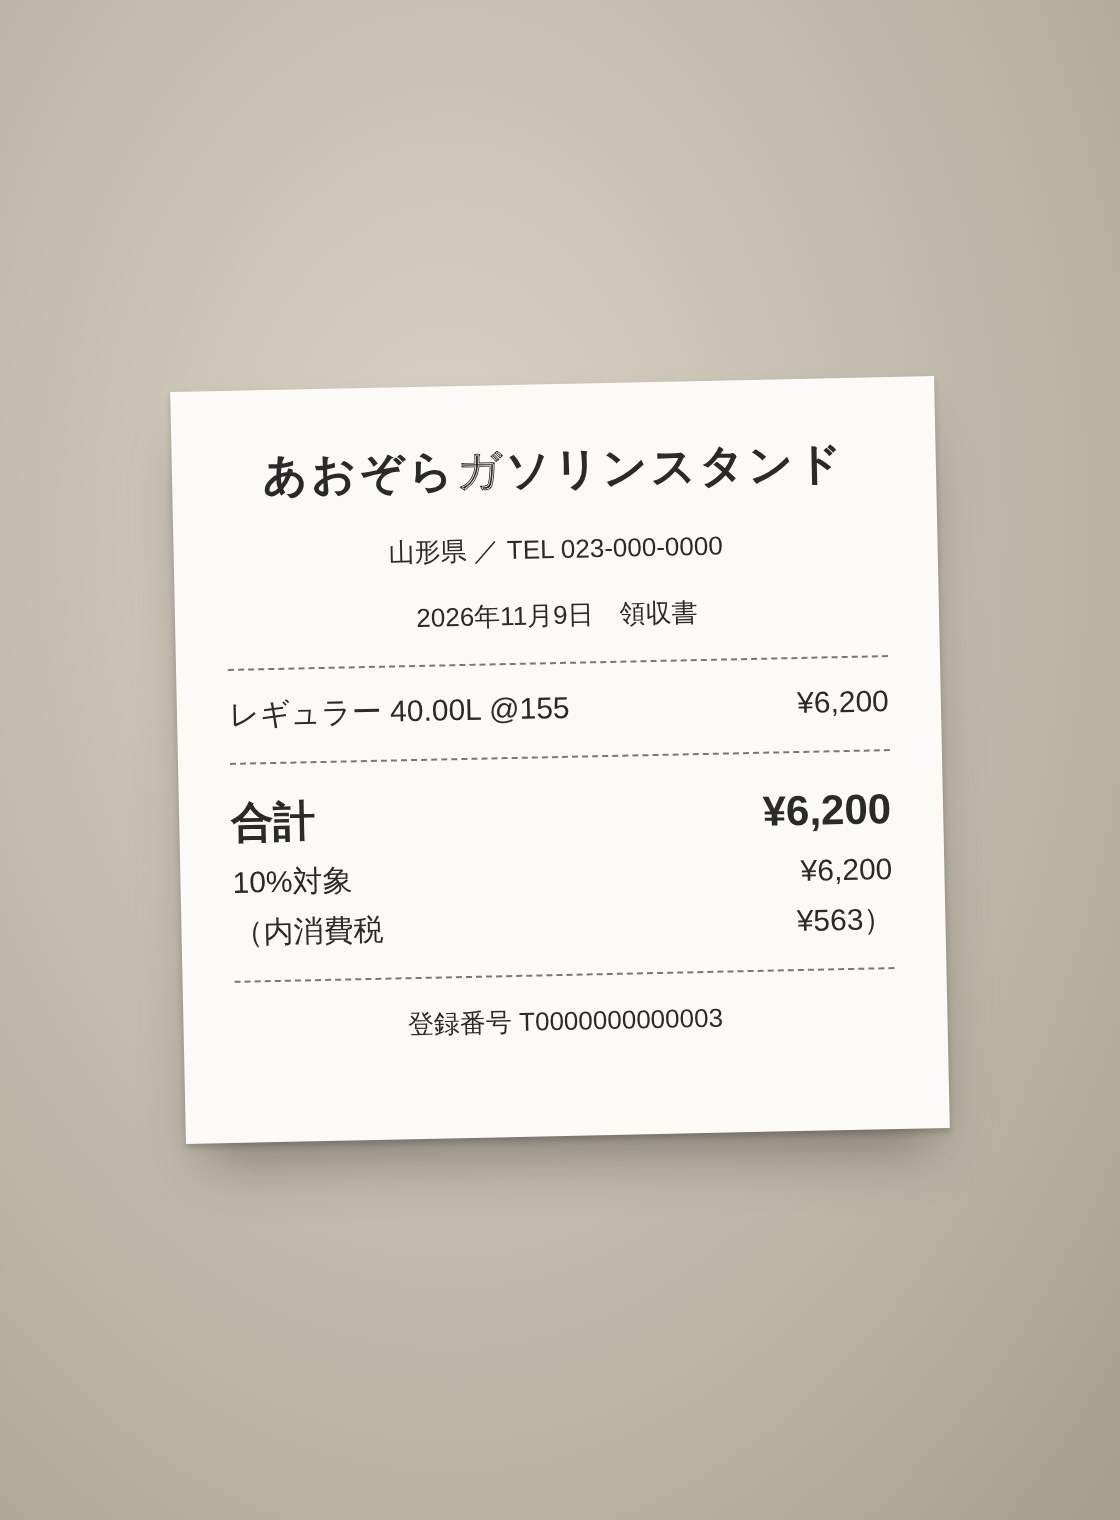 あおぞらガソリンスタンド
山形県 ／ TEL 023-000-0000
2026年11月9日　領収書
レギュラー 40.00L @155 ¥6,200
合計 ¥6,200
10%対象 ¥6,200
（内消費税 ¥563）
登録番号 T0000000000003